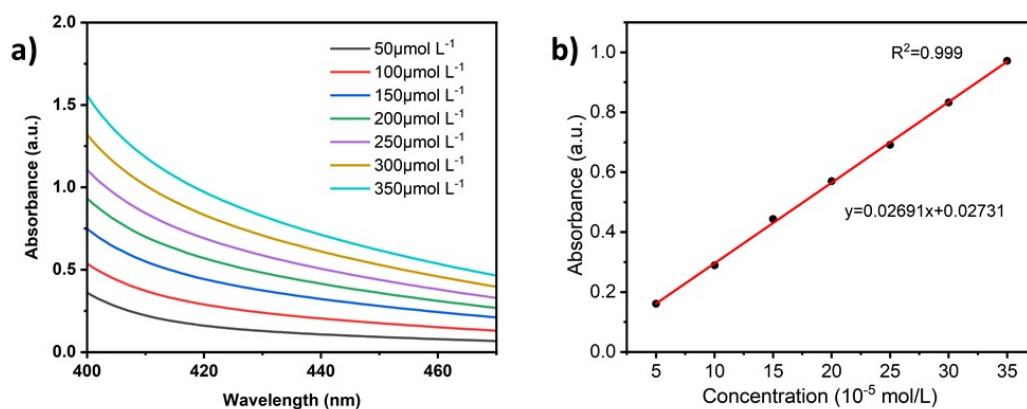 a)
2.0
1.5
1.0
0.5
0.0
Absorbance (a.u.)
50μmol L⁻¹
100μmol L⁻¹
150μmol L⁻¹
200μmol L⁻¹
250μmol L⁻¹
300μmol L⁻¹
350μmol L⁻¹
400 420 440 460
Wavelength (nm)
b)
1.0
0.8
0.6
0.4
0.2
0.0
Absorbance (a.u.)
R²=0.999
y=0.02691x+0.02731
5 10 15 20 25 30 35
Concentration (10⁻⁵ mol/L)